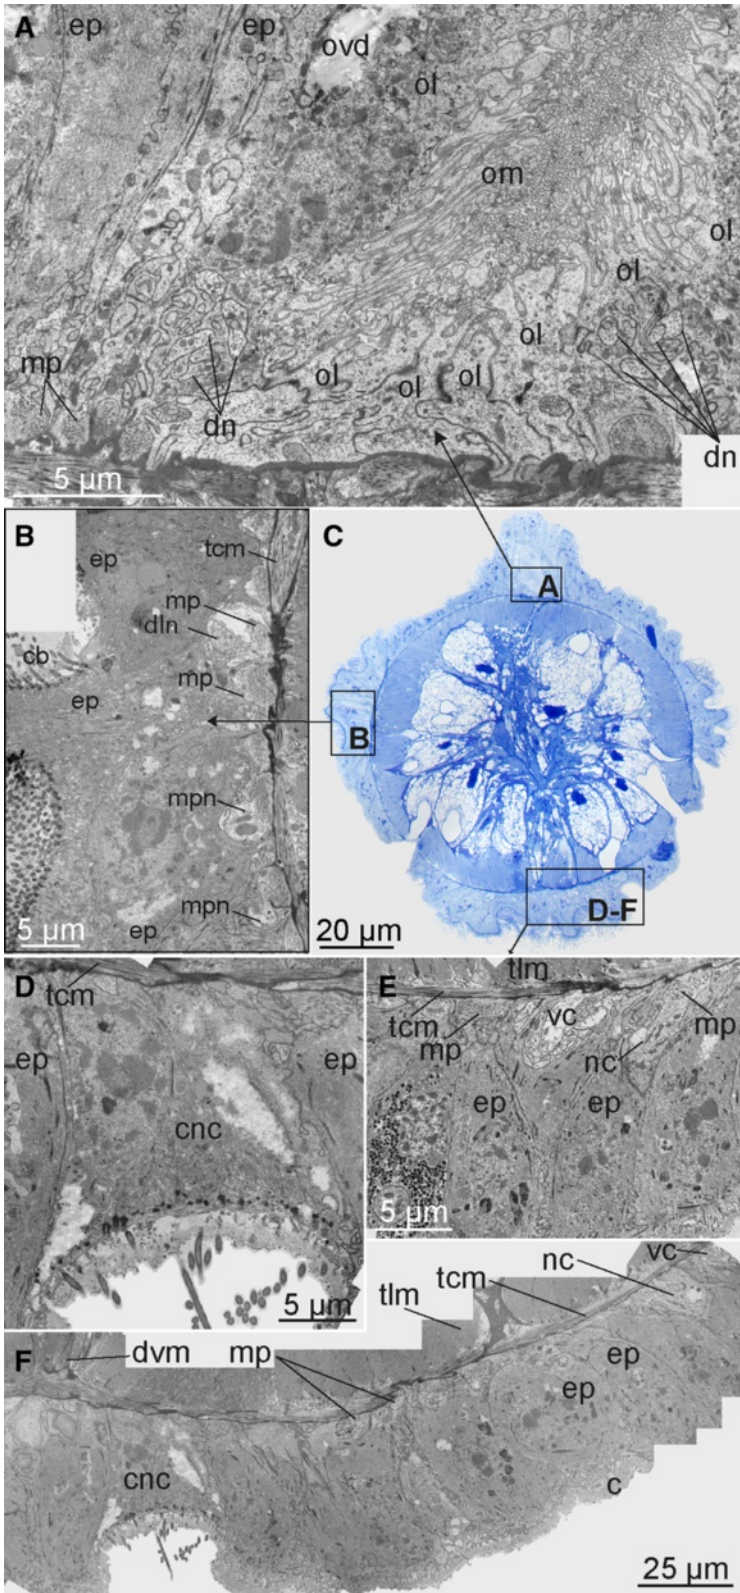 A
ep
ep
ovd
ol
om
ol
ol
ol
mp
ol
ol
ol
dn
dn
5 µm
B
tcm
ep
mp
dln
cb
mp
ep
mpn
mpn
5 µm
ep
C
A
B
D-F
20 µm
D
tcm
ep
ep
cnc
5 µm
tlm
E
tcm
vc
mp
mp
nc
ep
ep
5 µm
F
nc
vc
tcm
tlm
dvm
mp
ep
ep
cnc
c
25 µm